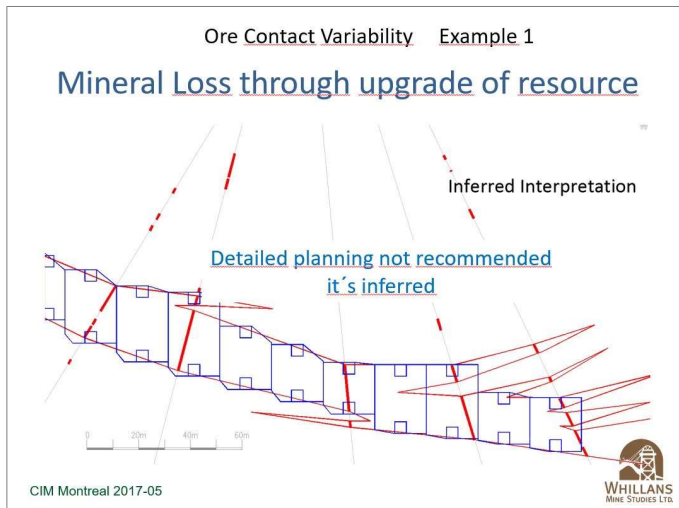 Ore Contact Variability Example 1
Mineral Loss through upgrade of resource
Inferred Interpretation
Detailed planning not recommended
it´s inferred
0 20m 40m 60m
CIM Montreal 2017-05
WHILLANS
MINE STUDIES LTD.